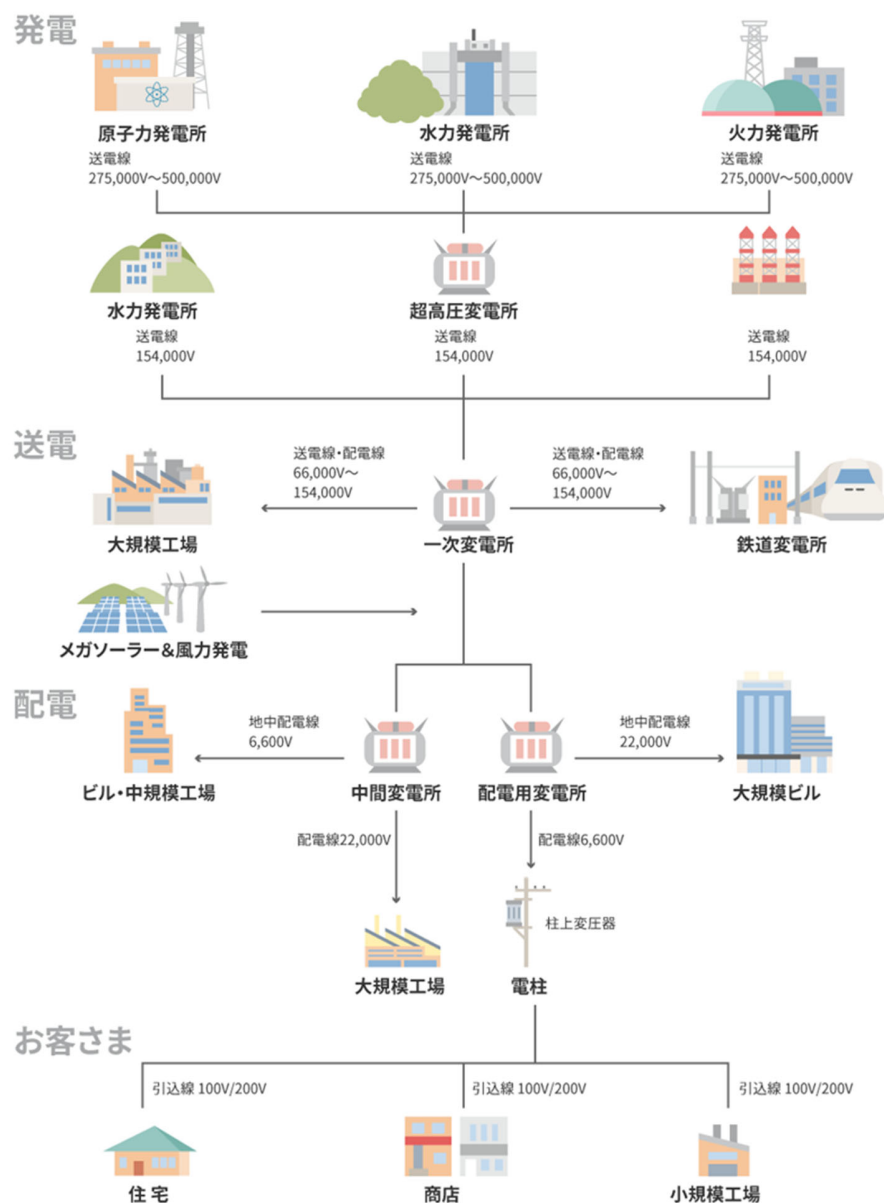 発電
原子力発電所
水力発電所
火力発電所
送電線
275,000V～500,000V
送電線
275,000V～500,000V
送電線
275,000V～500,000V
水力発電所
超高圧変電所
送電線
154,000V
送電線
154,000V
送電線
154,000V
送電
送電線・配電線
66,000V～
154,000V
送電線・配電線
66,000V～
154,000V
大規模工場
一次変電所
鉄道変電所
メガソーラー＆風力発電
配電
地中配電線
6,600V
地中配電線
22,000V
ビル・中規模工場
中間変電所
配電用変電所
大規模ビル
配電線22,000V
配電線6,600V
柱上変圧器
大規模工場
電柱
お客さま
引込線 100V/200V
引込線 100V/200V
引込線 100V/200V
住宅
商店
小規模工場